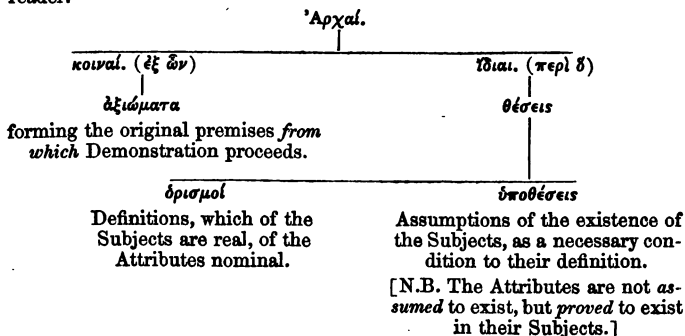 reader.
Ἀρχαί.
κοιναί. (ἐξ ὧν)
ἴδιαι. (περὶ ὅ)
ἀξιώματα
θέσεις
forming the original premises from
which Demonstration proceeds.
ὁρισμοί
ὑποθέσεις
Definitions, which of the
Subjects are real, of the
Attributes nominal.
Assumptions of the existence of
the Subjects, as a necessary con-
dition to their definition.
[N.B. The Attributes are not as-
sumed to exist, but proved to exist
in their Subjects.]